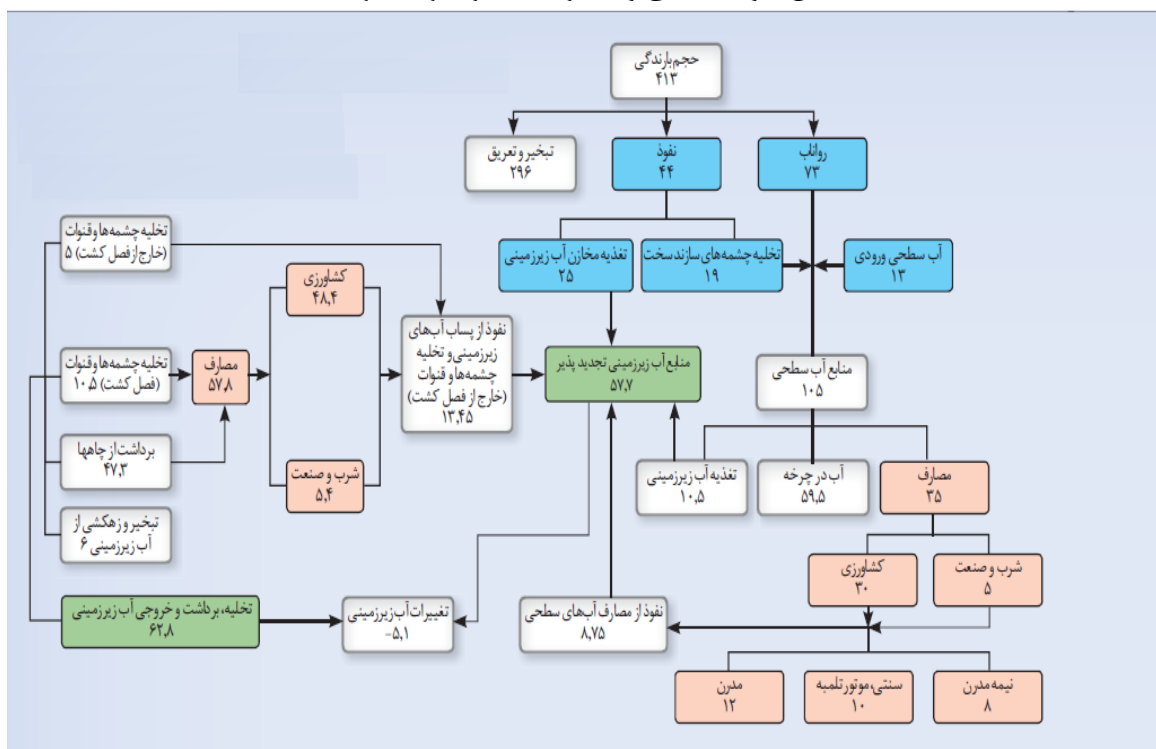 حجم بارندگی
۴۱۳
تبخیر و تعریق
۲۹۶
نفوذ
۴۴
رواناب
۷۳
تغذیه مخازن آب زیرزمینی
۲۵
تخلیه چشمه‌های سازند سخت
۱۹
آب سطحی ورودی
۱۳
تخلیه چشمه‌ها و قنوات
(خارج از فصل کشت) ۵
کشاورزی
۴۸,۴
نفوذ از پساب آب‌های
زیرزمینی و تخلیه
چشمه‌ها و قنوات
(خارج از فصل کشت)
۱۳,۴۵
منابع آب زیرزمینی تجدید پذیر
۵۷,۷
منابع آب سطحی
۱۰۵
تخلیه چشمه‌ها و قنوات
(فصل کشت) ۱۰,۵
مصارف
۵۷,۸
برداشت از چاهها
۴۷,۳
شرب و صنعت
۵,۴
تغذیه آب زیرزمینی
۱۰,۵
آب در چرخه
۵۹,۵
مصارف
۳۵
تبخیر و زهکشی از
آب زیرزمینی ۶
کشاورزی
۳۰
شرب و صنعت
۵
تخلیه، برداشت و خروجی آب زیرزمینی
۶۲,۸
تغییرات آب زیرزمینی
-۵,۱
نفوذ از مصارف آب‌های سطحی
۸,۷۵
مدرن
۱۲
سنتی، موتور تلمبه
۱۰
نیمه مدرن
۸